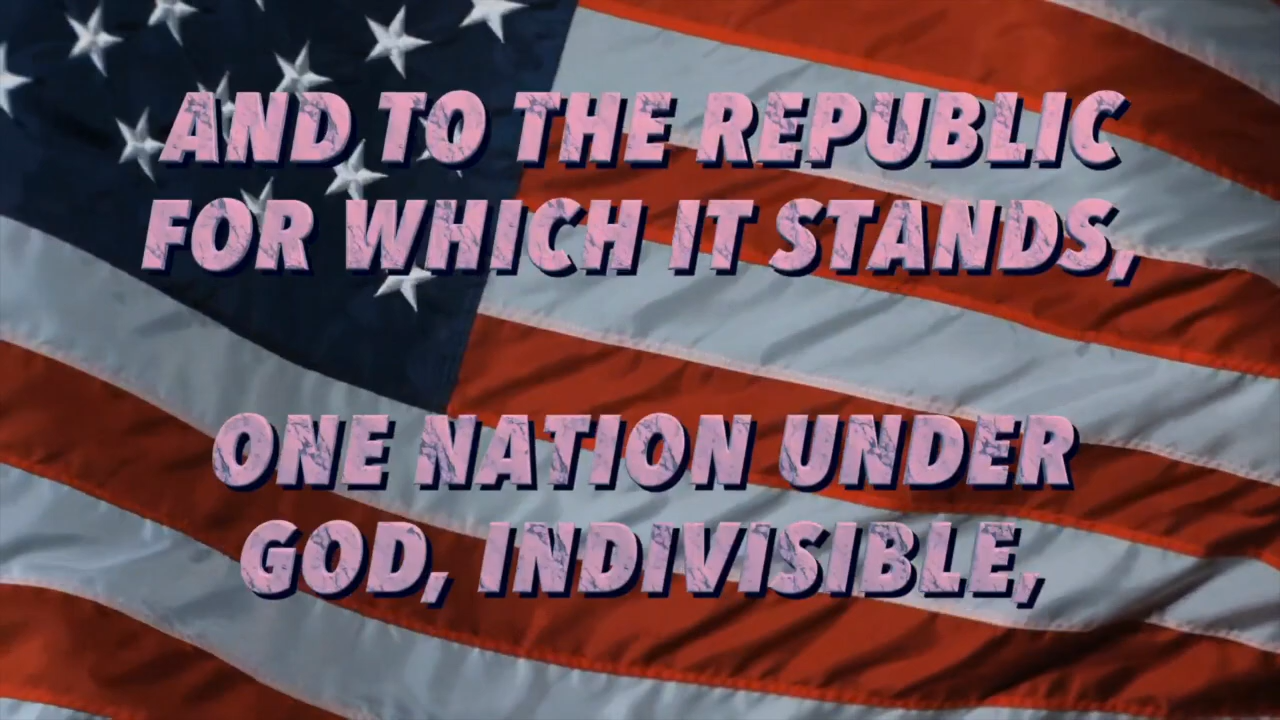 AND TO THE REPUBLIC
FOR WHICH IT STANDS,
ONE NATION UNDER
GOD, INDIVISIBLE,